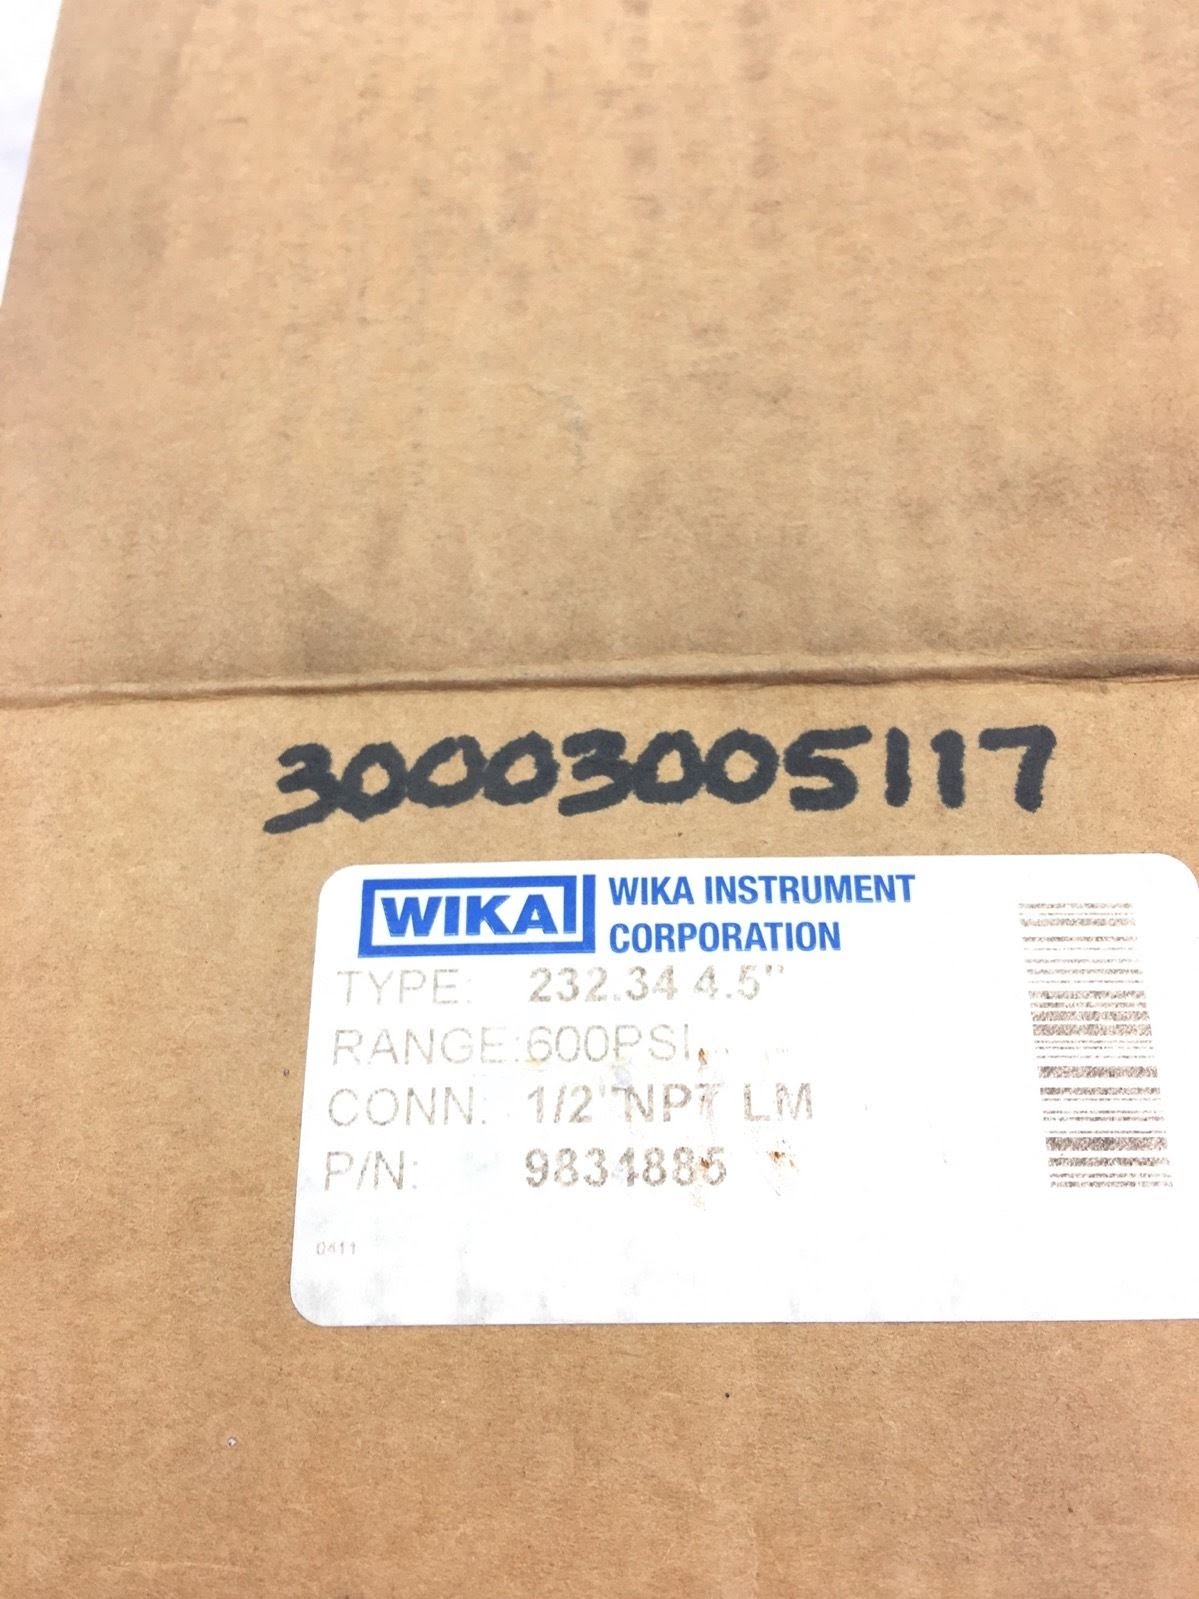 30003005117
WIKA
WIKA INSTRUMENT
CORPORATION
TYPE: 232.34 4.5"
RANGE: 600PSI
CONN: 1/2"NPT LM
P/N: 9834885
0411